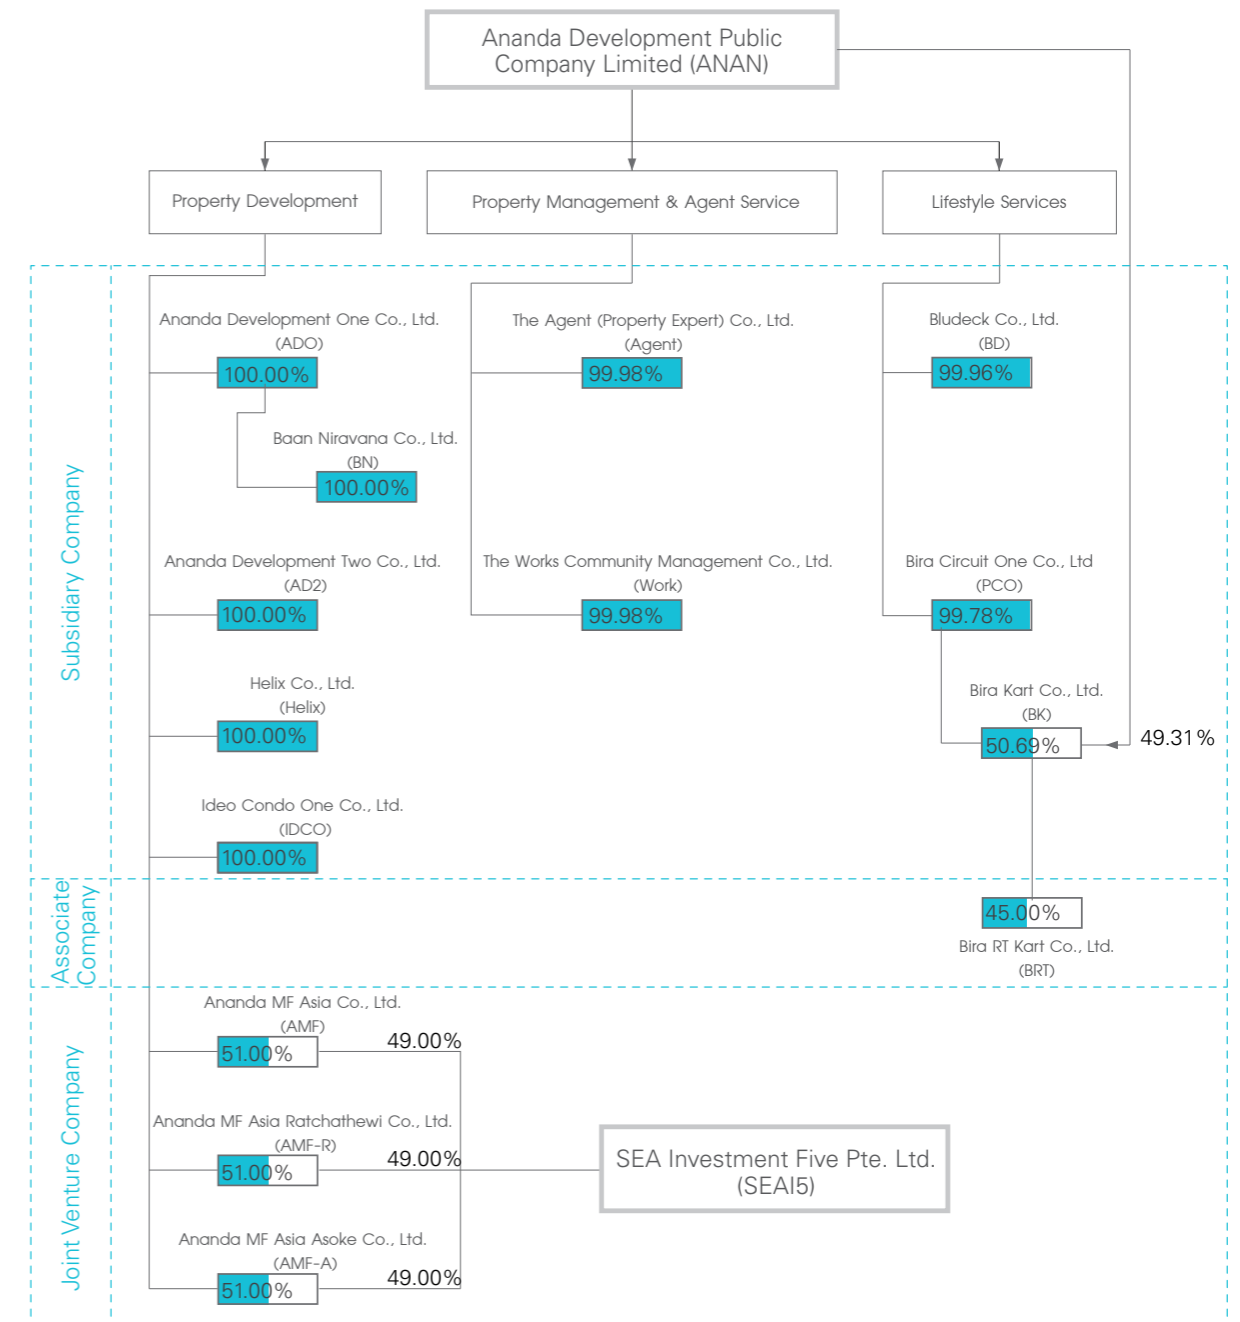 Ananda Development Public
Company Limited (ANAN)
Property Development
Property Management & Agent Service
Lifestyle Services
Subsidiary Company
Ananda Development One Co., Ltd.
(ADO)
100.00%
Baan Niravana Co., Ltd.
(BN)
100.00%
Ananda Development Two Co., Ltd.
(AD2)
100.00%
Helix Co., Ltd.
(Helix)
100.00%
Ideo Condo One Co., Ltd.
(IDCO)
100.00%
The Agent (Property Expert) Co., Ltd.
(Agent)
99.98%
The Works Community Management Co., Ltd.
(Work)
99.98%
Bludeck Co., Ltd.
(BD)
99.96%
Bira Circuit One Co., Ltd
(PCO)
99.78%
Bira Kart Co., Ltd.
(BK)
50.69%
49.31%
Associate
Company
45.00%
Bira RT Kart Co., Ltd.
(BRT)
Joint Venture Company
Ananda MF Asia Co., Ltd.
(AMF)
51.00%
49.00%
Ananda MF Asia Ratchathewi Co., Ltd.
(AMF-R)
51.00%
49.00%
Ananda MF Asia Asoke Co., Ltd.
(AMF-A)
51.00%
49.00%
SEA Investment Five Pte. Ltd.
(SEAI5)